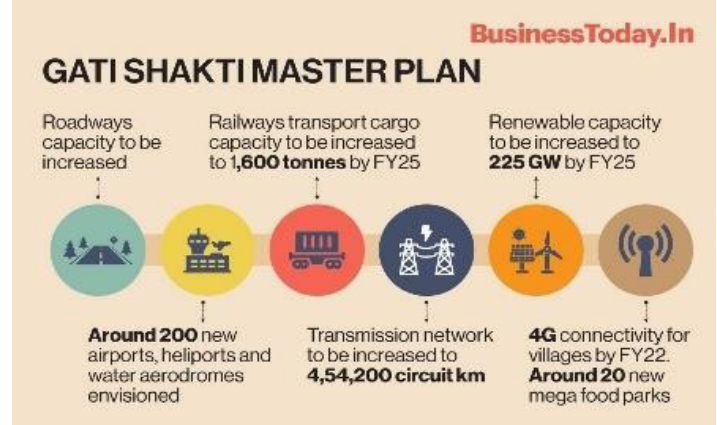 BusinessToday.In
GATI SHAKTI MASTER PLAN
Roadways
capacity to be
increased
Railways transport cargo
capacity to be increased
to 1,600 tonnes by FY25
Renewable capacity
to be increased to
225 GW by FY25
Around 200 new
airports, heliports and
water aerodromes
envisioned
Transmission network
to be increased to
4,54,200 circuit km
4G connectivity for
villages by FY22.
Around 20 new
mega food parks